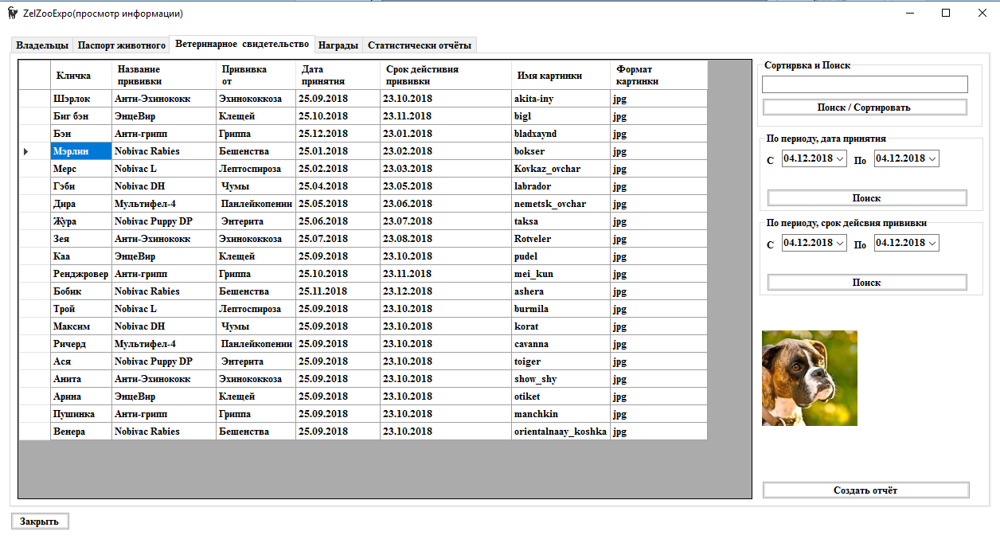 ZelZooExpo(просмотр информации)
Владельцы Паспорт животного Ветеринарное свидетельство Награды Статистически отчёты
Кличка Название прививки Прививка от Дата принятия Срок действия прививки Имя картинки Формат картинки
Шэрлок Анти-Эхинококк Эхинококкоза 25.09.2018 23.10.2018 akita-iny jpg
Биг бэн ЭнцеВир Клещей 25.10.2018 23.11.2018 bigl jpg
Бэн Анти-грипп Гриппа 25.12.2018 23.01.2018 bladxaynd jpg
Мэрлин Nobivac Rabies Бешенства 25.01.2018 23.02.2018 bokser jpg
Мерс Nobivac L Лептоспироза 25.02.2018 23.03.2018 Kovkaz_ovchar jpg
Гэби Nobivac DH Чумы 25.04.2018 23.05.2018 labrador jpg
Дира Мультифел-4 Панлейкопении 25.05.2018 23.06.2018 nemetsk_ovchar jpg
Жура Nobivac Puppy DP Энтерита 25.06.2018 23.07.2018 taksa jpg
Зея Анти-Эхинококк Эхинококкоза 25.07.2018 23.08.2018 Rotveler jpg
Каа ЭнцеВир Клещей 25.09.2018 23.10.2018 pudel jpg
Ренджровер Анти-грипп Гриппа 25.10.2018 23.11.2018 mei_kun jpg
Бобик Nobivac Rabies Бешенства 25.11.2018 23.12.2018 ashera jpg
Трой Nobivac L Лептоспироза 25.09.2018 23.10.2018 burmila jpg
Максим Nobivac DH Чумы 25.09.2018 23.10.2018 korat jpg
Ричерд Мультифел-4 Панлейкопении 25.09.2018 23.10.2018 cavanna jpg
Ася Nobivac Puppy DP Энтерита 25.09.2018 23.10.2018 toiger jpg
Анита Анти-Эхинококк Эхинококкоза 25.09.2018 23.10.2018 show_shy jpg
Арина ЭнцеВир Клещей 25.09.2018 23.10.2018 otiket jpg
Пушинка Анти-грипп Гриппа 25.09.2018 23.10.2018 manchkin jpg
Венера Nobivac Rabies Бешенства 25.09.2018 23.10.2018 orientalnaay_koshka jpg
Сортирвка и Поиск
Поиск / Сортировать
По периоду, дата принятия
С 04.12.2018 По 04.12.2018
Поиск
По периоду, срок дейсвия прививки
С 04.12.2018 По 04.12.2018
Поиск
Создать отчёт
Закрыть